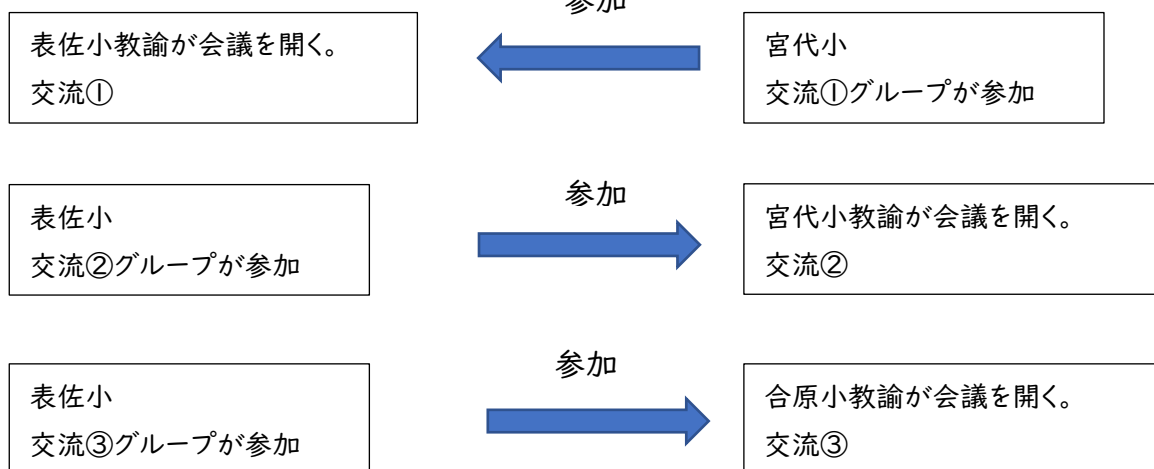 参加
表佐小教諭が会議を開く。
交流①
宮代小
交流①グループが参加
参加
表佐小
交流②グループが参加
宮代小教諭が会議を開く。
交流②
参加
表佐小
交流③グループが参加
合原小教諭が会議を開く。
交流③